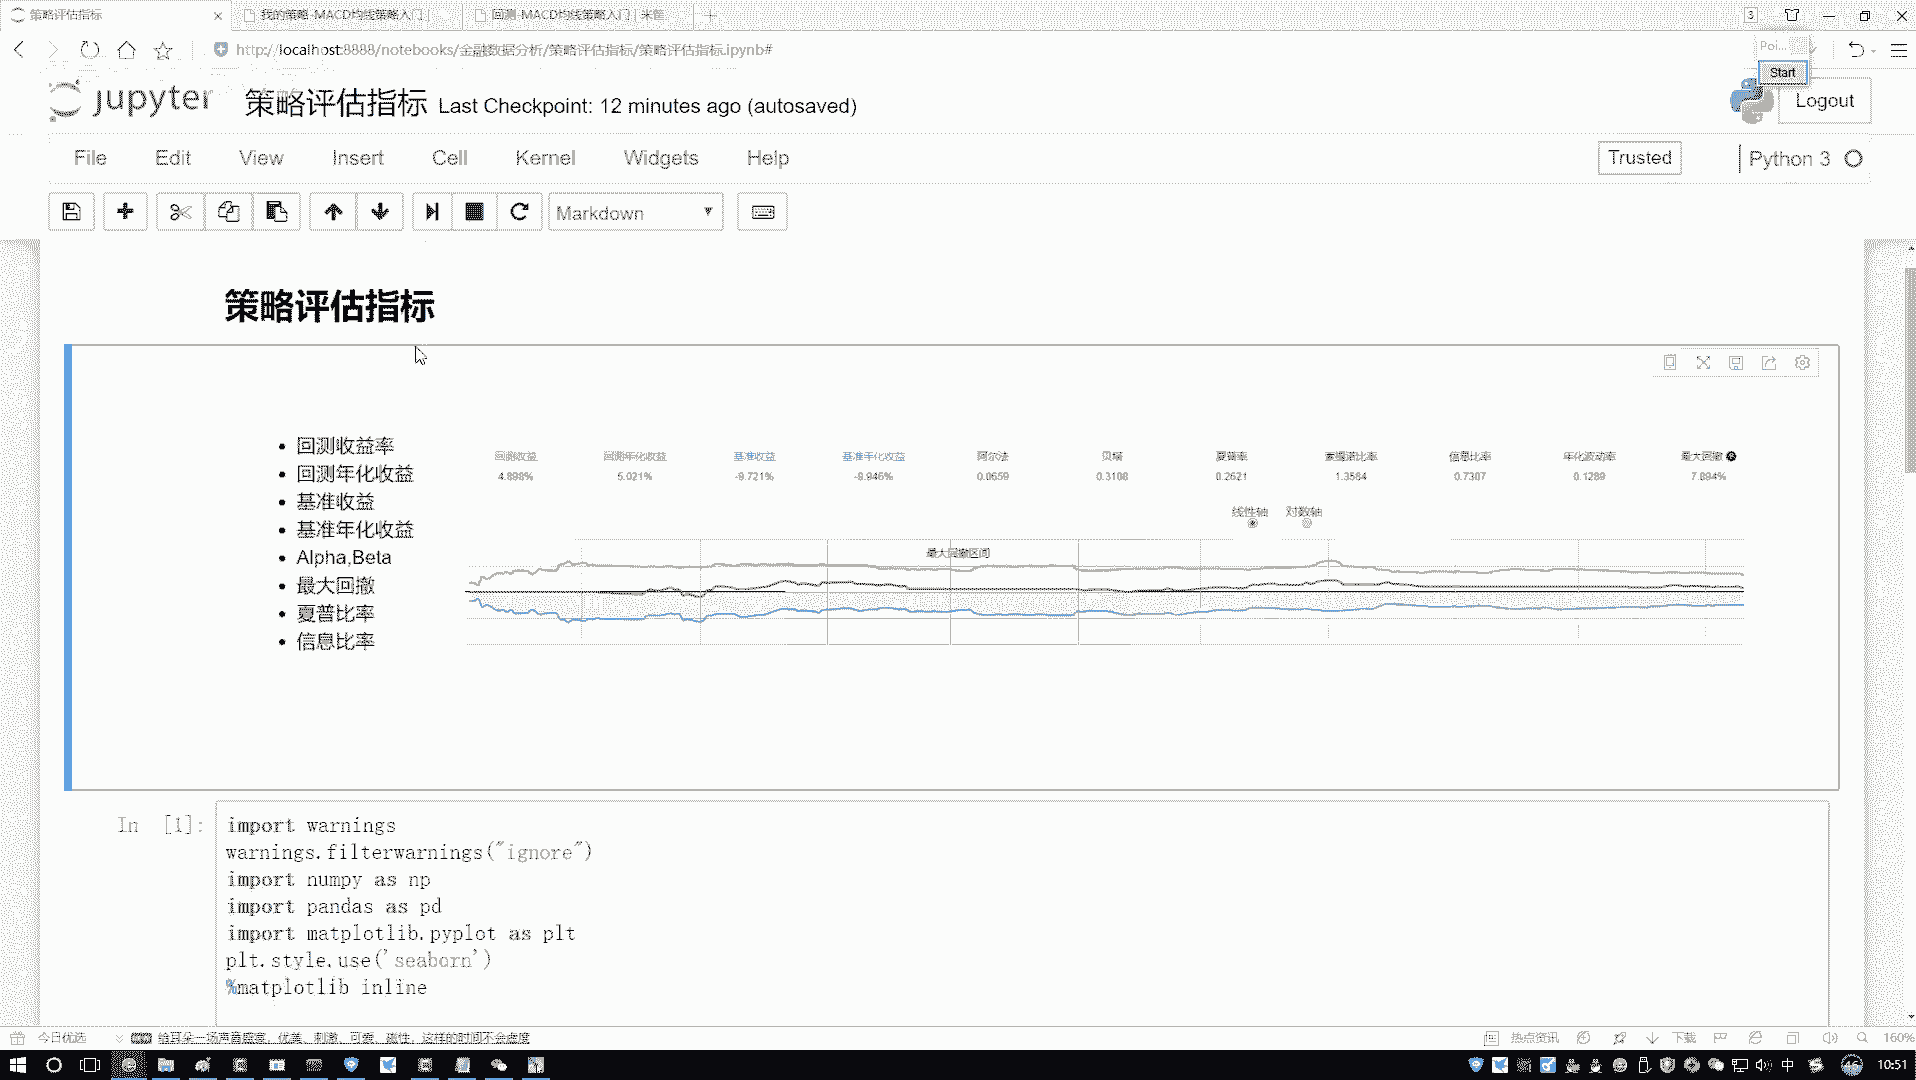 策略评估指标
我的策略-MACD均线策略入门
回测-MACD均线策略入门 | 米筐
3
http://localhost:8888/notebooks/金融数据分析/策略评估指标/策略评估指标.ipynb#
Poi...
Start
jupyter 策略评估指标 Last Checkpoint: 12 minutes ago (autosaved)
Logout
File Edit View Insert Cell Kernel Widgets Help
Trusted
Python 3
Markdown
策略评估指标
回测收益率
回测年化收益
基准收益
基准年化收益
Alpha,Beta
最大回撤
夏普比率
信息比率
回测收益 回测年化收益 基准收益 基准年化收益 阿尔法 贝塔 夏普率 索提诺比率 信息比率 年化波动率 最大回撤
4.898% 5.021% -9.721% -9.946% 0.0659 0.3108 0.2621 1.3564 0.7307 0.1289 7.894%
线性轴 对数轴
最大回撤区间
In [1]:
import warnings
warnings.filterwarnings("ignore")
import numpy as np
import pandas as pd
import matplotlib.pyplot as plt
plt.style.use('seaborn')
%matplotlib inline
今日优选
给耳朵一场声音盛宴，优美、刺激、可爱、磁性，这样的时间不会虚度
热点资讯
下载
160%
中
46
10:51